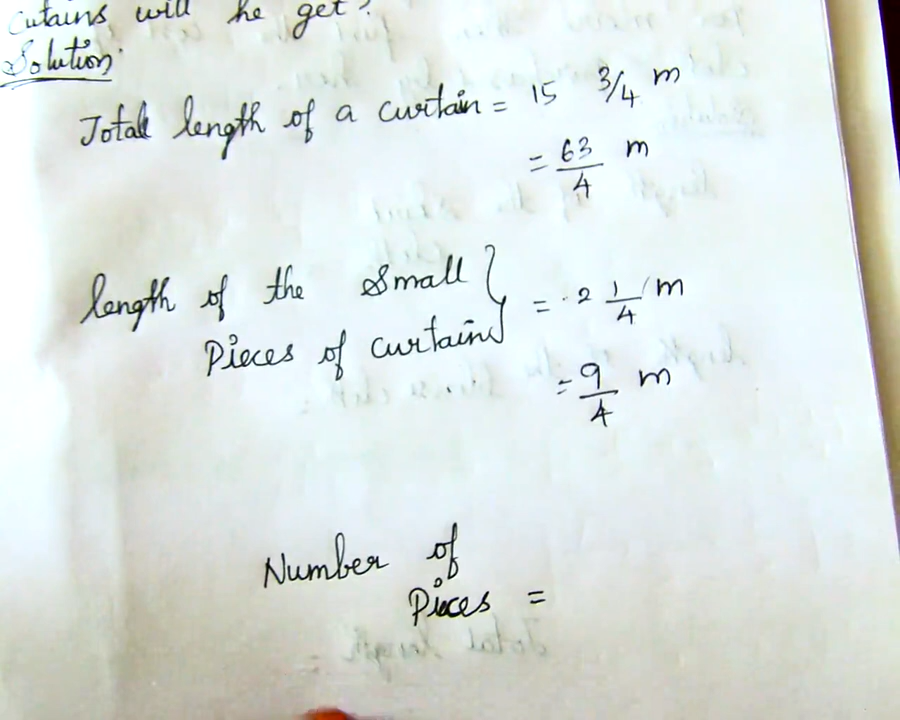 Cutains will he get?
Solution:
Total length of a curtain = 15 3/4 m
= 63/4 m
length of the small
Pieces of curtains } = 2 1/4 m
= 9/4 m
Number of
Pieces =